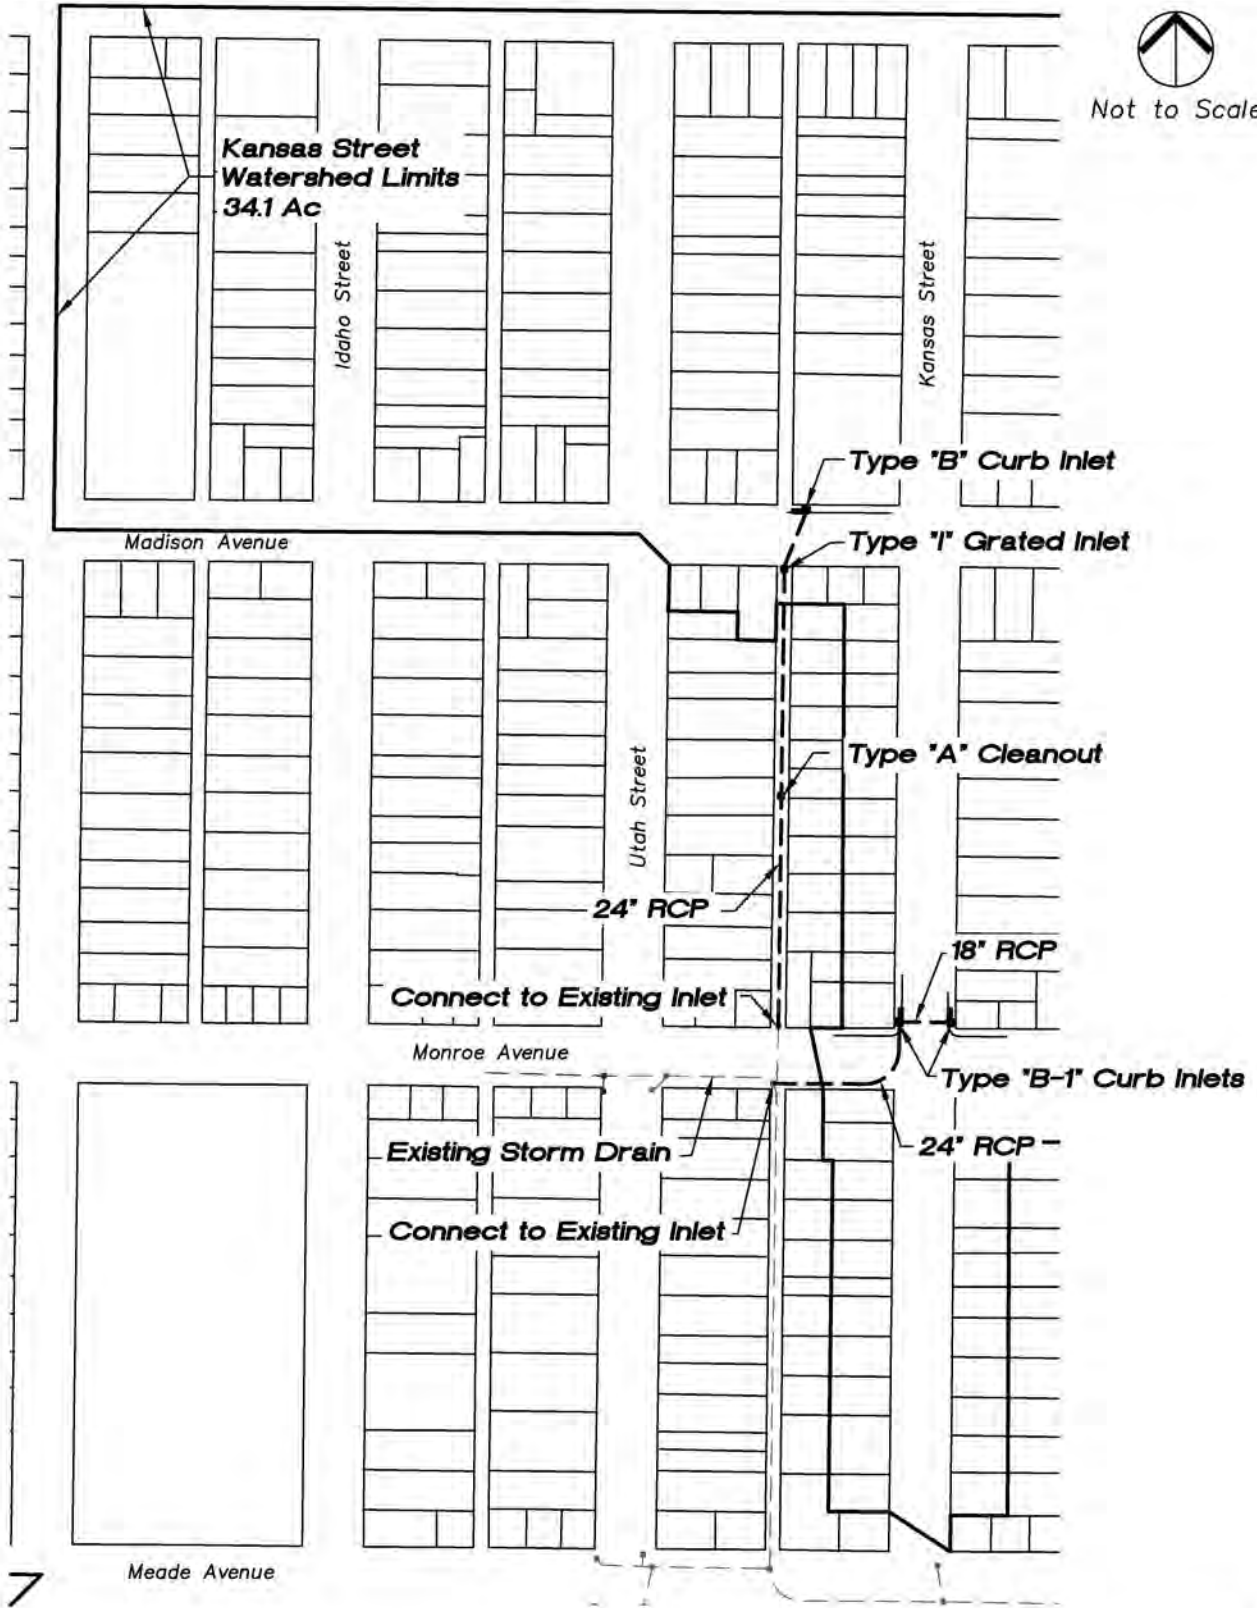 Not to Scale
Kansas Street
Watershed Limits
34.1 Ac
Idaho Street
Kansas Street
Type "B" Curb Inlet
Madison Avenue
Type "I" Grated Inlet
Utah Street
Type "A" Cleanout
24" RCP
18" RCP
Connect to Existing Inlet
Monroe Avenue
Type "B-1" Curb Inlets
Existing Storm Drain
24" RCP
Connect to Existing Inlet
Meade Avenue